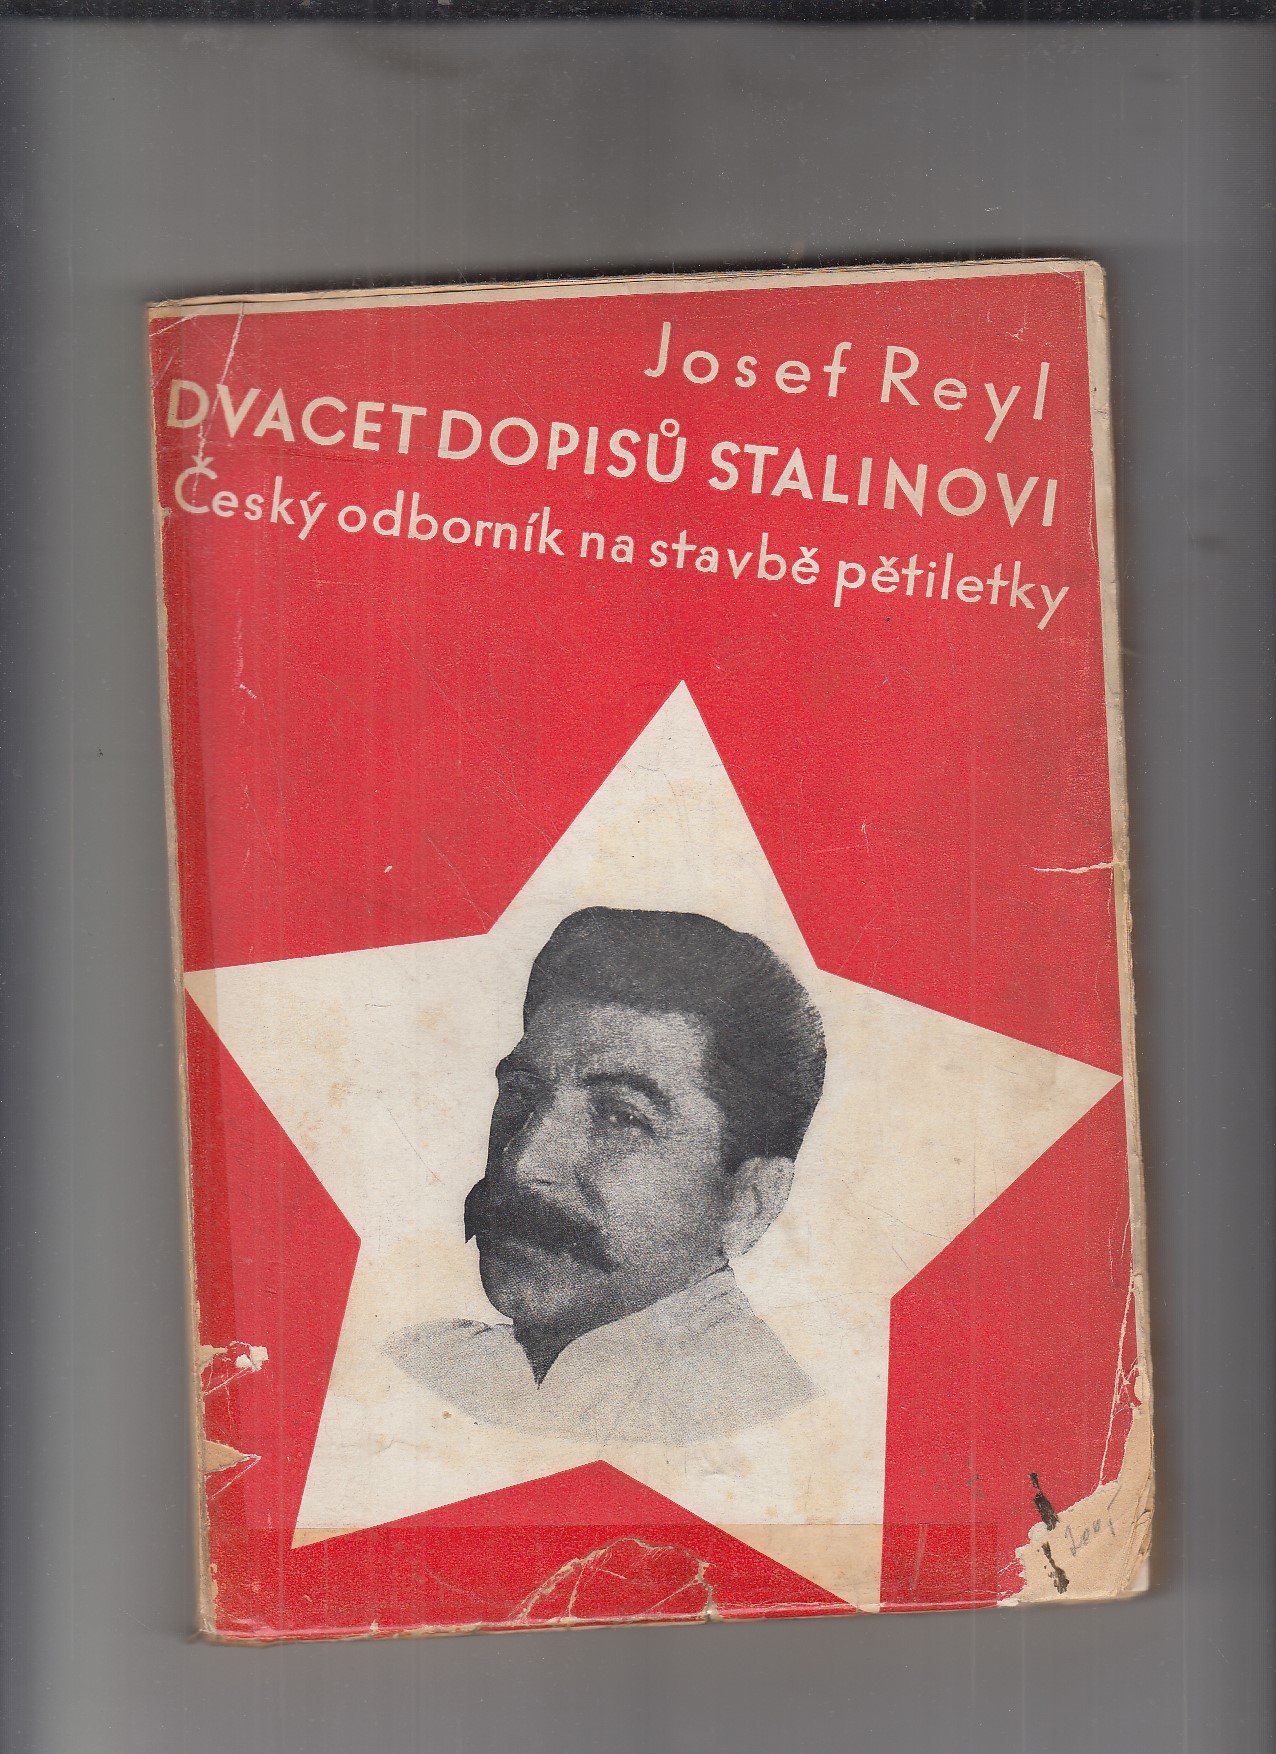 Josef Reyl
DVACET DOPISŮ STALINOVI
Český odborník na stavbě pětiletky